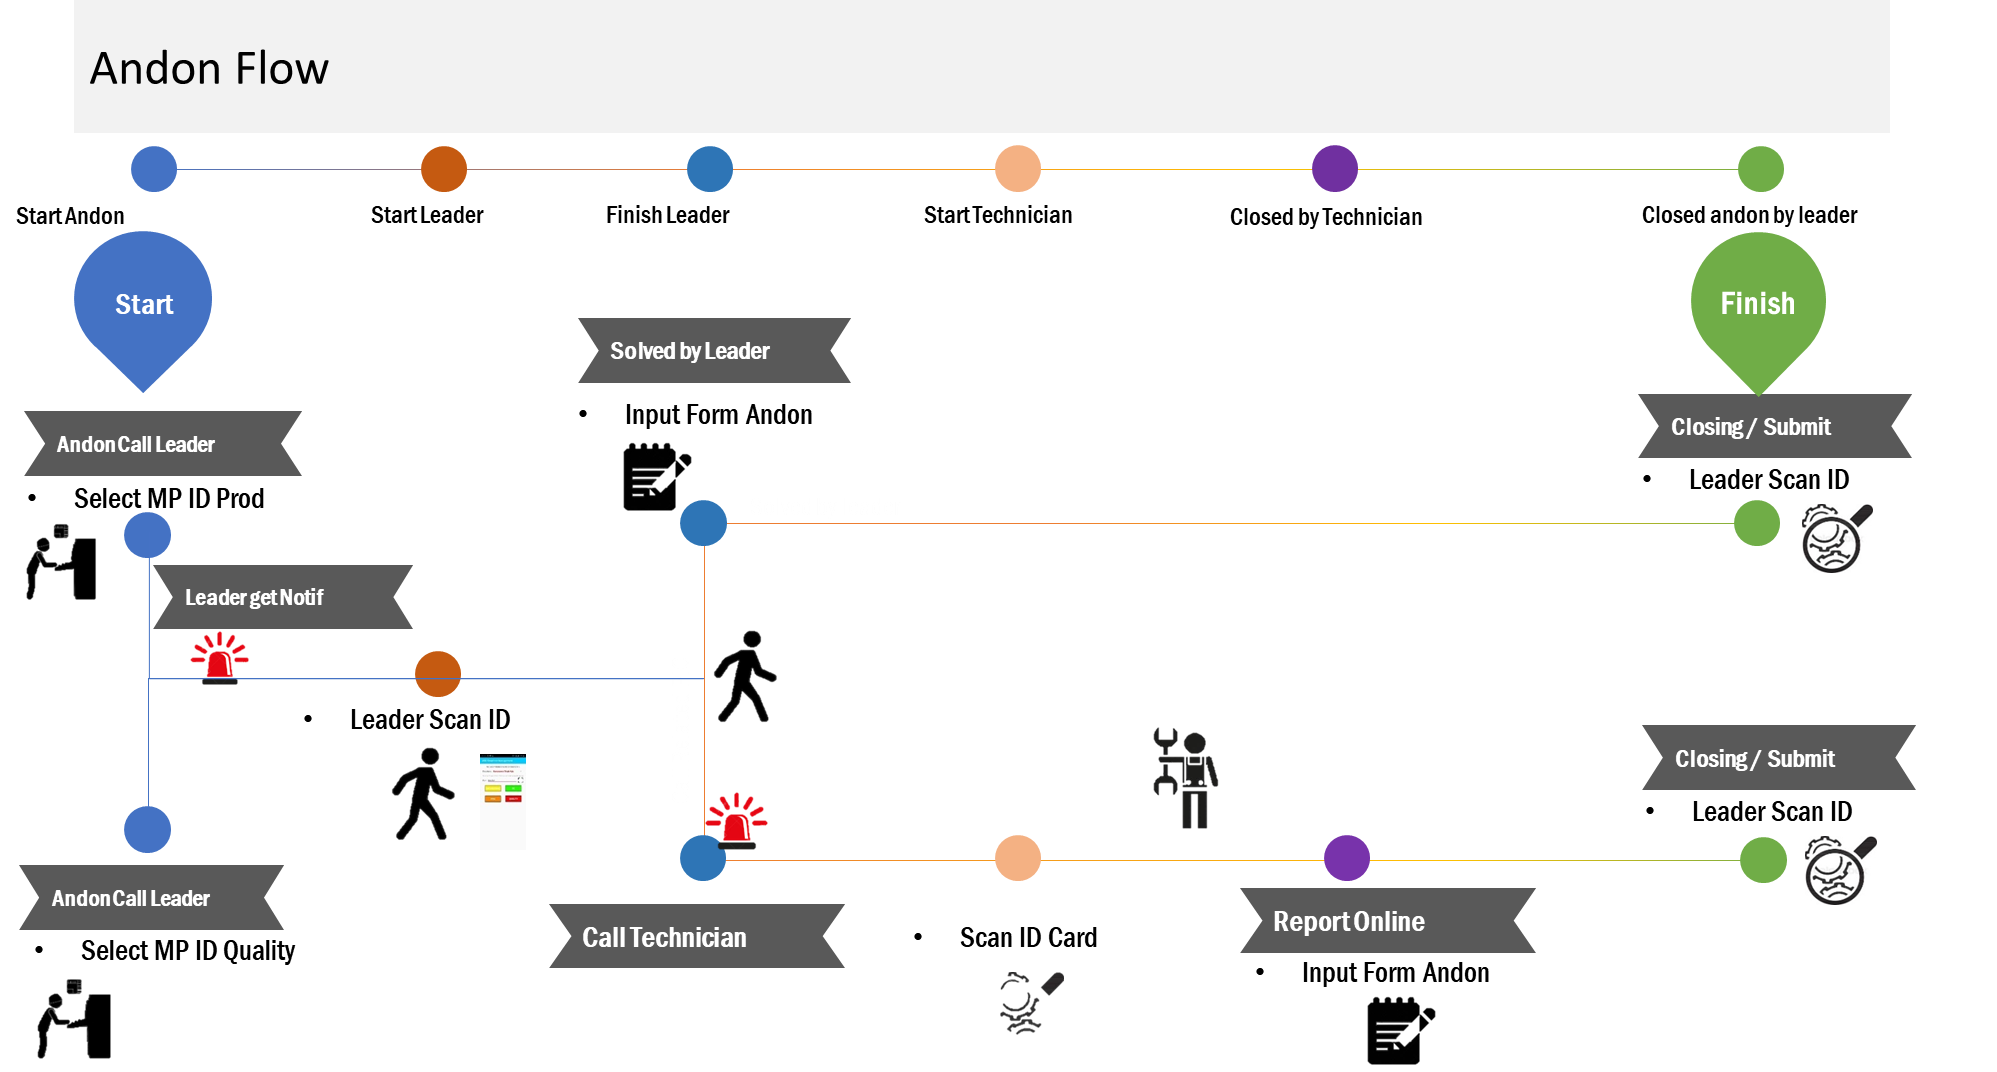 Andon Flow
Start Andon
Start Leader
Finish Leader
Start Technician
Closed by Technician
Closed andon by leader
Start
Finish
Solved by Leader
• Input Form Andon
Andon Call Leader
• Select MP ID Prod
Closing / Submit
• Leader Scan ID
Leader get Notif
• Leader Scan ID
Closing / Submit
• Leader Scan ID
Andon Call Leader
• Select MP ID Quality
Call Technician
• Scan ID Card
Report Online
• Input Form Andon